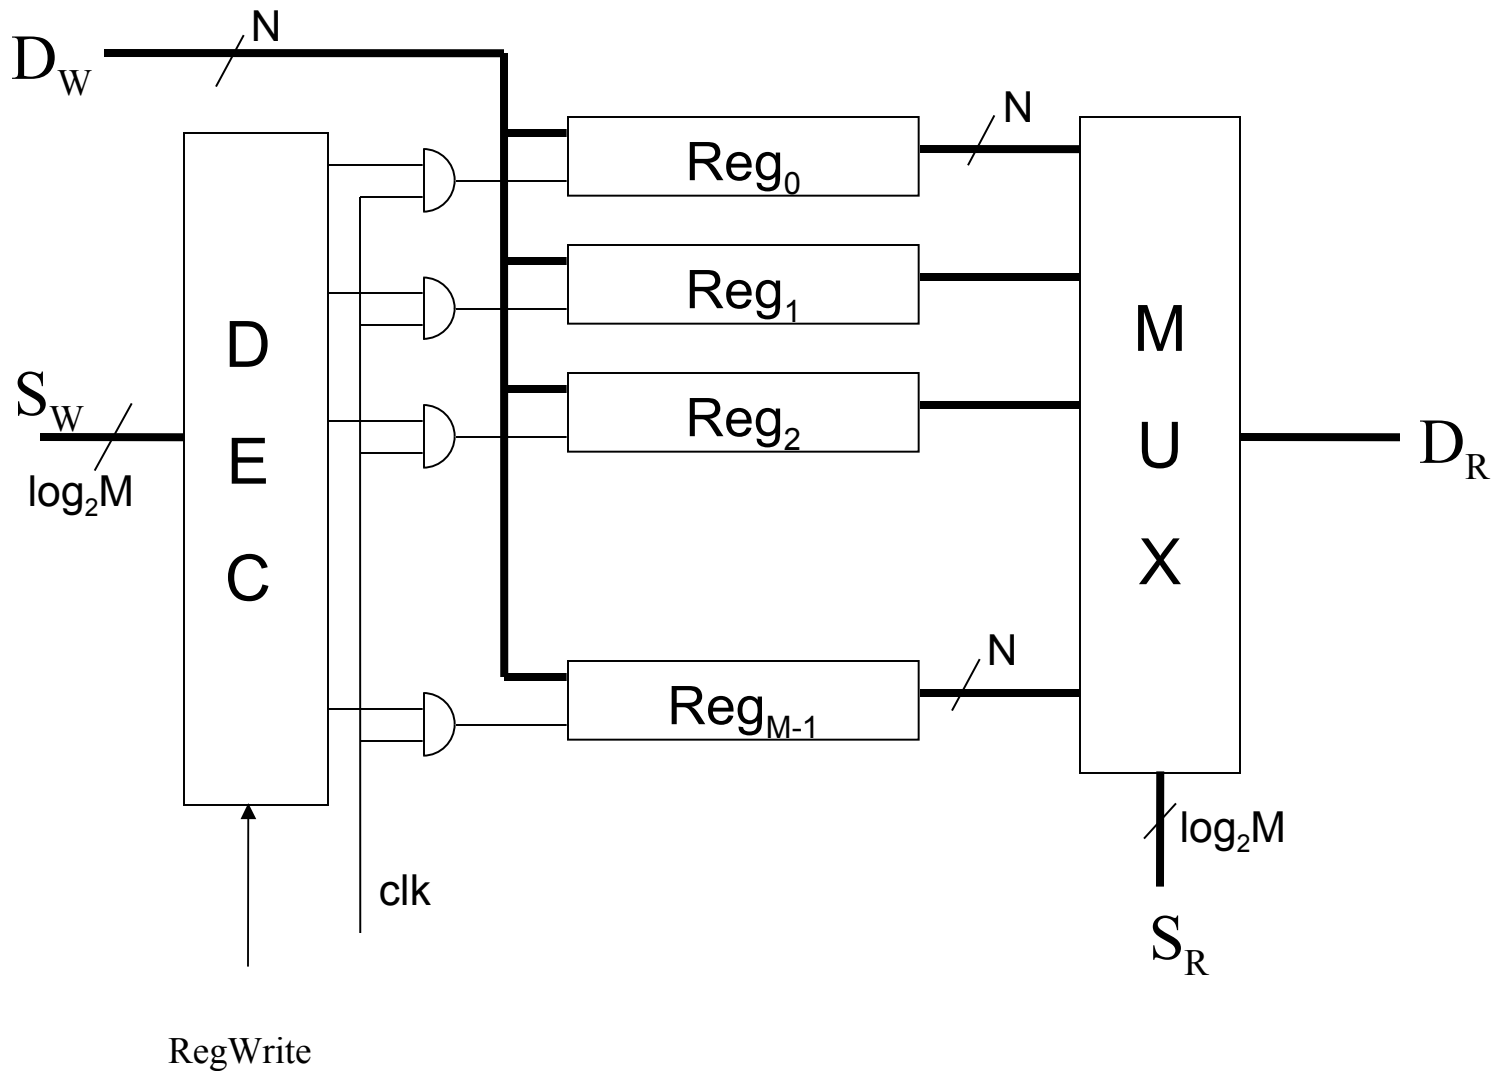 N
D_W
N
Reg_0
Reg_1
M
D
S_W
Reg_2
U
D_R
E
log_2M
X
C
N
Reg_M-1
log_2M
clk
S_R
RegWrite